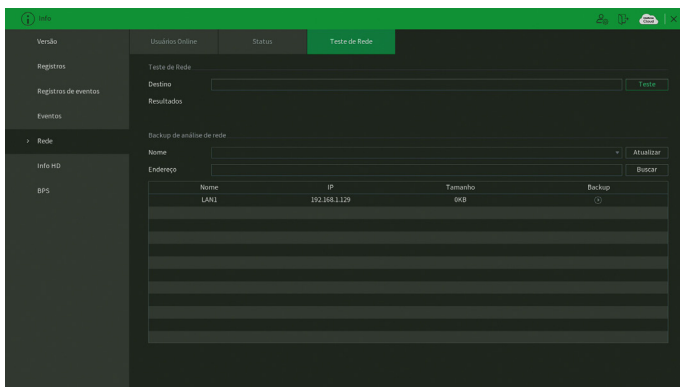 Info
Versão
Registros
Registros de eventos
Eventos
> Rede
Info HD
BPS
Usuários Online Status Teste de Rede
Teste de Rede
Destino Teste
Resultados
Backup de análise de rede
Nome Atualizar
Endereço Buscar
Nome IP Tamanho Backup
LAN1 192.168.1.129 0KB